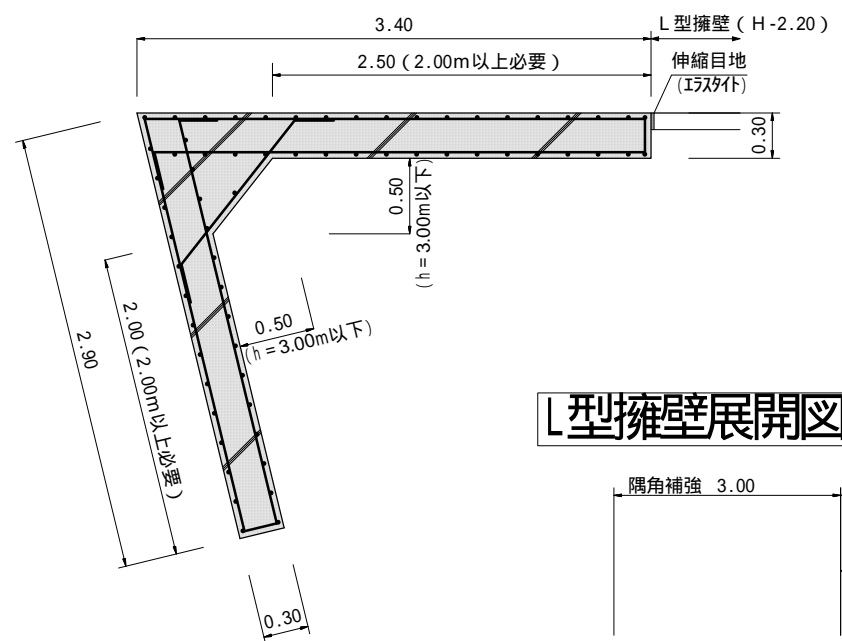 3.40
L型擁壁（H-2.20）
2.50（2.00m以上必要）
伸縮目地
（エラスタイト）
0.30
0.50
（h＝3.00m以下）
2.90
2.00（2.00m以上必要）
0.50
（h＝3.00m以下）
0.30
L型擁壁展開図
隅角補強 3.00